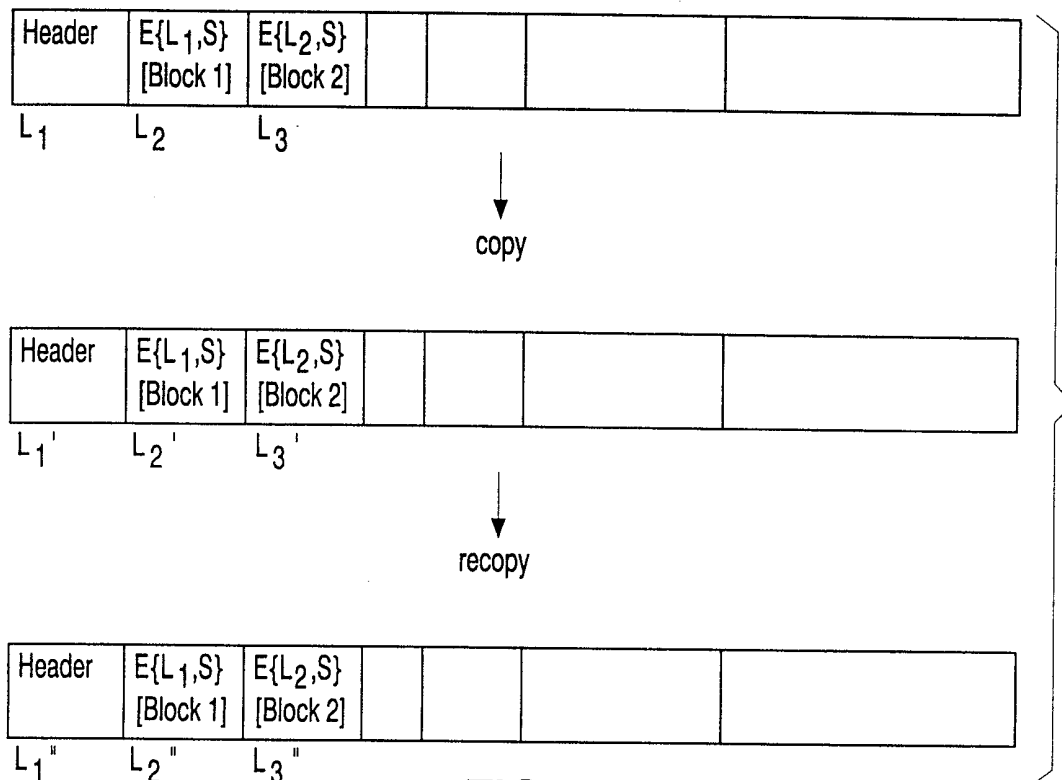 Header E{L1,S} E{L2,S}
[Block 1] [Block 2]
L1 L2 L3
copy
Header E{L1,S} E{L2,S}
[Block 1] [Block 2]
L1' L2' L3'
recopy
Header E{L1,S} E{L2,S}
[Block 1] [Block 2]
L1" L2" L3"